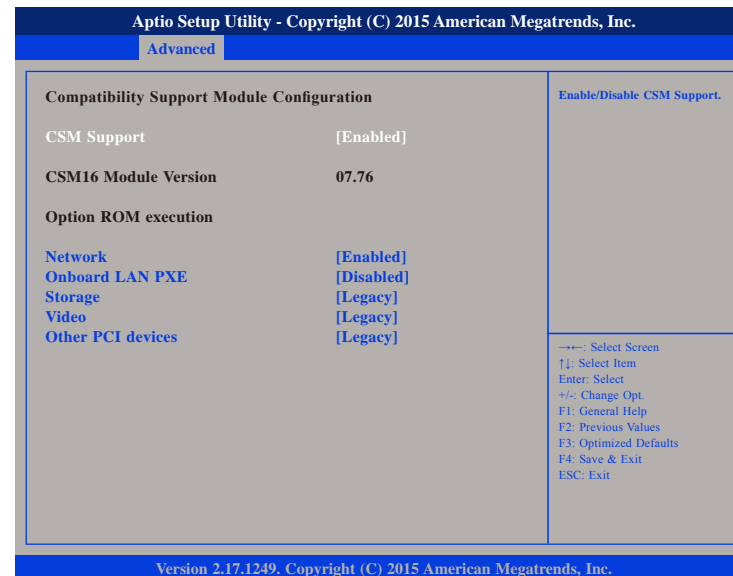 Aptio Setup Utility - Copyright (C) 2015 American Megatrends, Inc.
Advanced
Compatibility Support Module Configuration
CSM Support [Enabled]
CSM16 Module Version 07.76
Option ROM execution
Network [Enabled]
Onboard LAN PXE [Disabled]
Storage [Legacy]
Video [Legacy]
Other PCI devices [Legacy]
Enable/Disable CSM Support.
→←: Select Screen
↑↓: Select Item
Enter: Select
+/-: Change Opt.
F1: General Help
F2: Previous Values
F3: Optimized Defaults
F4: Save & Exit
ESC: Exit
Version 2.17.1249. Copyright (C) 2015 American Megatrends, Inc.